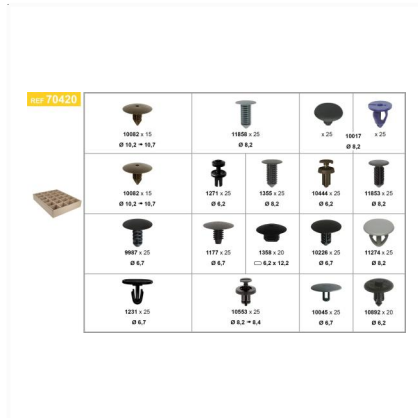 REF 70420
10082 x 15
Ø 10,2 ➝ 10,7
11858 x 25
Ø 8,2
x 25 10017 x 25
Ø 8,2
10082 x 15
Ø 10,2 ➝ 10,7
1271 x 25
Ø 6,2
1355 x 25
Ø 8,2
10444 x 25
Ø 6,2
11853 x 25
Ø 8,2
9987 x 25
Ø 6,7
1177 x 25
Ø 6,7
1358 x 20
▭ 6,2 x 12,2
10226 x 25
Ø 6,7
11274 x 25
Ø 8,2
1231 x 25
Ø 6,7
10553 x 25
Ø 8,2 ➝ 8,4
10045 x 25
Ø 6,7
10892 x 20
Ø 6,2